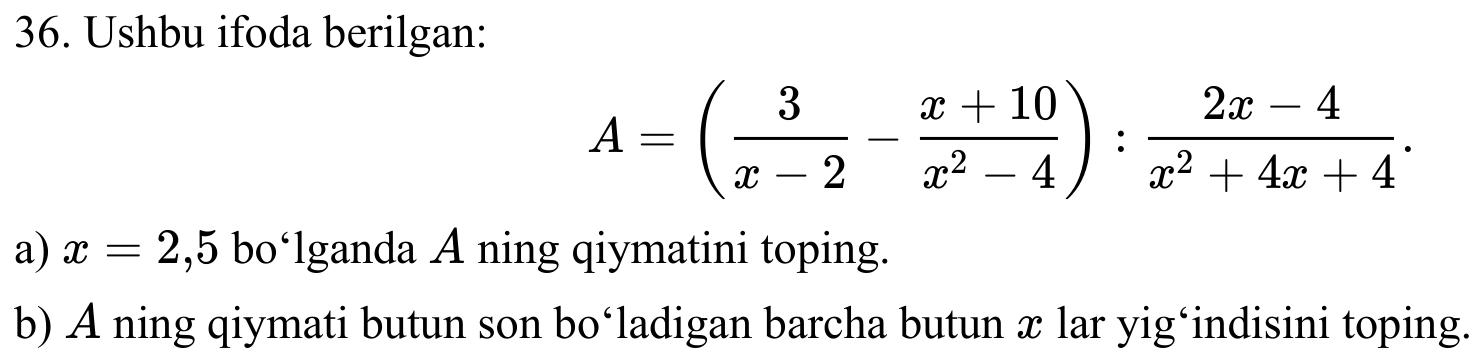 36. Ushbu ifoda berilgan:
A = (3/(x − 2) − (x + 10)/(x² − 4)) : (2x − 4)/(x² + 4x + 4).
a) x = 2,5 bo‘lganda A ning qiymatini toping.
b) A ning qiymati butun son bo‘ladigan barcha butun x lar yig‘indisini toping.